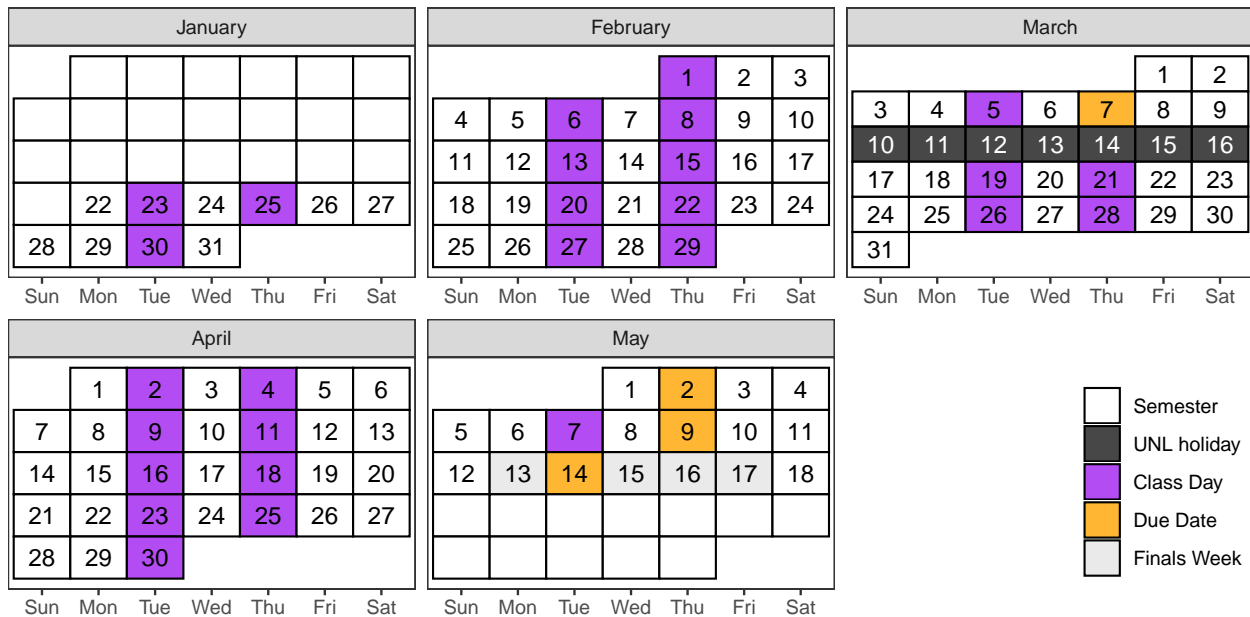 January
22 23 24 25 26 27
28 29 30 31
Sun Mon Tue Wed Thu Fri Sat
February
1 2 3
4 5 6 7 8 9 10
11 12 13 14 15 16 17
18 19 20 21 22 23 24
25 26 27 28 29
Sun Mon Tue Wed Thu Fri Sat
March
1 2
3 4 5 6 7 8 9
10 11 12 13 14 15 16
17 18 19 20 21 22 23
24 25 26 27 28 29 30
31
Sun Mon Tue Wed Thu Fri Sat
April
1 2 3 4 5 6
7 8 9 10 11 12 13
14 15 16 17 18 19 20
21 22 23 24 25 26 27
28 29 30
Sun Mon Tue Wed Thu Fri Sat
May
1 2 3 4
5 6 7 8 9 10 11
12 13 14 15 16 17 18
Sun Mon Tue Wed Thu Fri Sat
Semester
UNL holiday
Class Day
Due Date
Finals Week